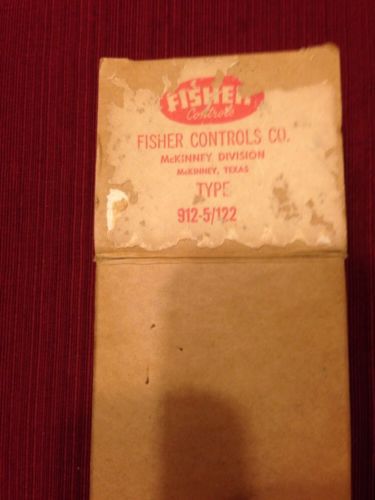 FISHER
Controls
FISHER CONTROLS CO.
McKINNEY DIVISION
McKINNEY, TEXAS
TYPE
912-5/122